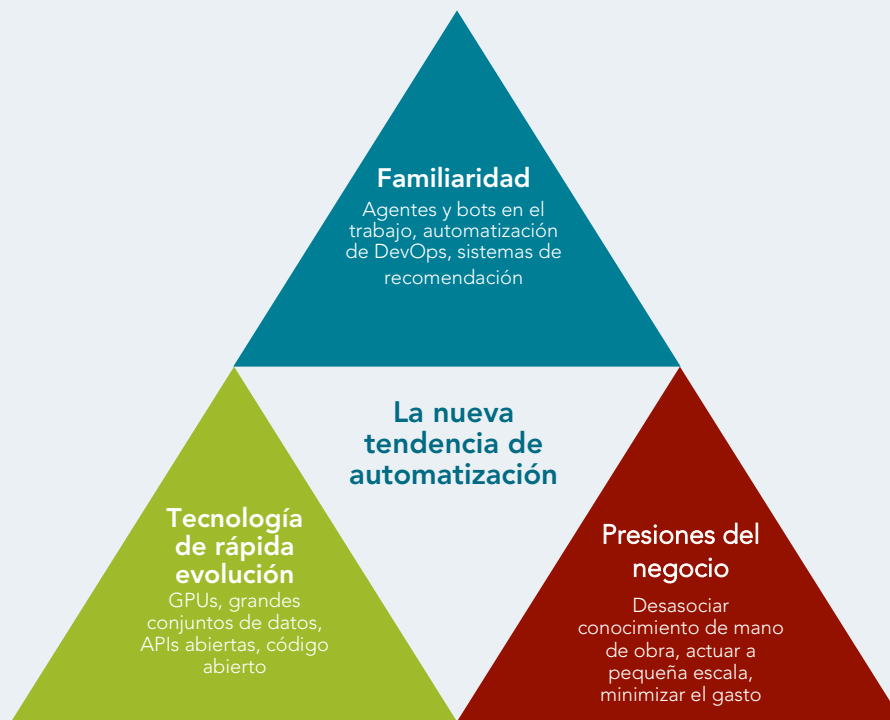 Familiaridad
Agentes y bots en el
trabajo, automatización
de DevOps, sistemas de
recomendación
La nueva
tendencia de
automatización
Tecnología
de rápida
evolución
GPUs, grandes
conjuntos de datos,
APIs abiertas, código
abierto
Presiones del
negocio
Desasociar
conocimiento de mano
de obra, actuar a
pequeña escala,
minimizar el gasto